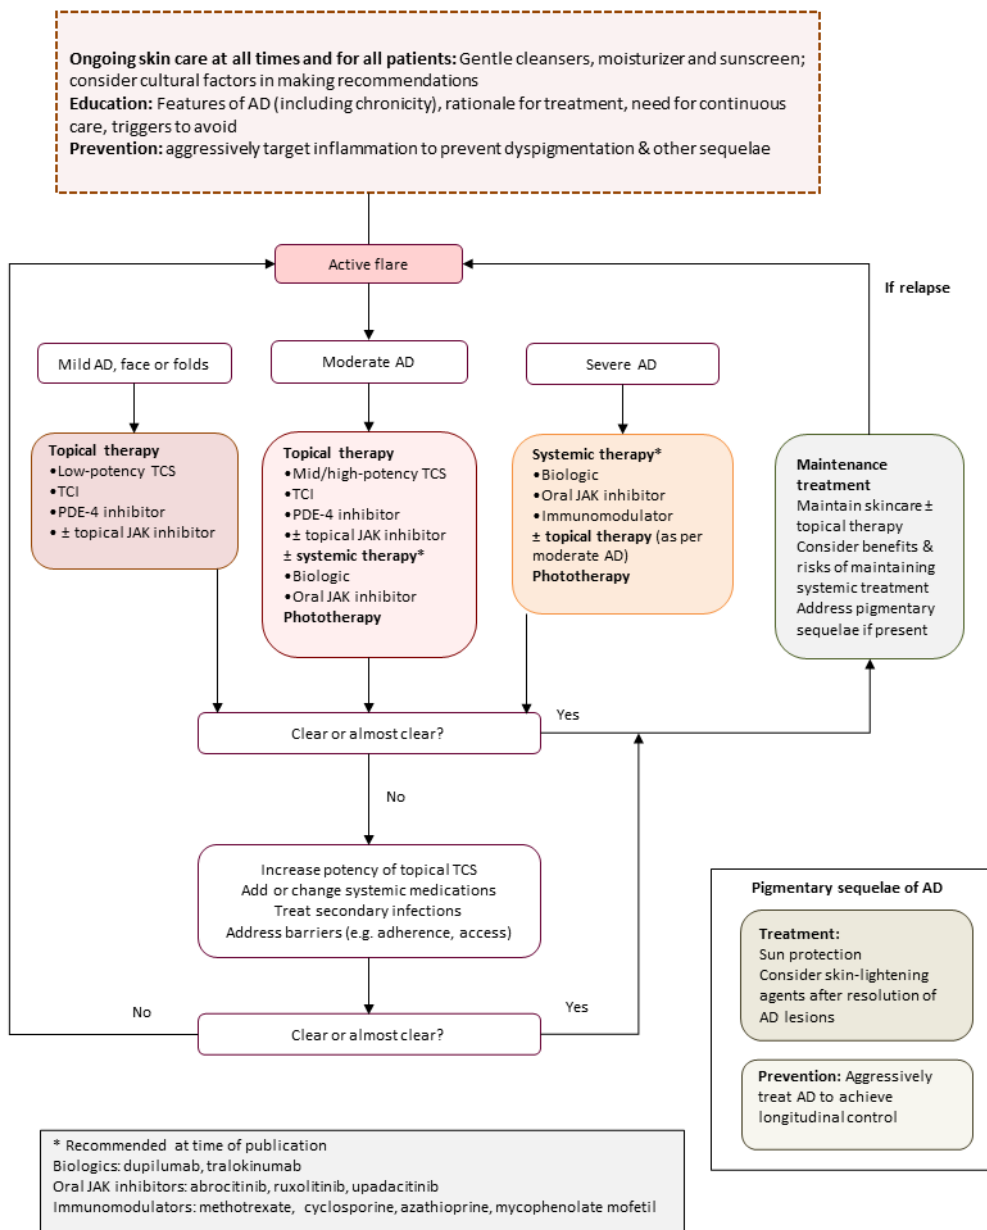 Ongoing skin care at all times and for all patients: Gentle cleansers, moisturizer and sunscreen;
consider cultural factors in making recommendations
Education: Features of AD (including chronicity), rationale for treatment, need for continuous
care, triggers to avoid
Prevention: aggressively target inflammation to prevent dyspigmentation & other sequelae
Active flare
If relapse
Mild AD, face or folds
Moderate AD
Severe AD
Topical therapy
•Low-potency TCS
•TCI
•PDE-4 inhibitor
• ± topical JAK inhibitor
Topical therapy
•Mid/high-potency TCS
•TCI
•PDE-4 inhibitor
•± topical JAK inhibitor
± systemic therapy*
•Biologic
•Oral JAK inhibitor
Phototherapy
Systemic therapy*
•Biologic
•Oral JAK inhibitor
•Immunomodulator
± topical therapy (as per
moderate AD)
Phototherapy
Maintenance
treatment
Maintain skincare ±
topical therapy
Consider benefits &
risks of maintaining
systemic treatment
Address pigmentary
sequelae if present
Clear or almost clear?
Yes
No
Increase potency of topical TCS
Add or change systemic medications
Treat secondary infections
Address barriers (e.g. adherence, access)
No
Clear or almost clear?
Yes
Pigmentary sequelae of AD
Treatment:
Sun protection
Consider skin-lightening
agents after resolution of
AD lesions
Prevention: Aggressively
treat AD to achieve
longitudinal control
* Recommended at time of publication
Biologics: dupilumab, tralokinumab
Oral JAK inhibitors: abrocitinib, ruxolitinib, upadacitinib
Immunomodulators: methotrexate, cyclosporine, azathioprine, mycophenolate mofetil